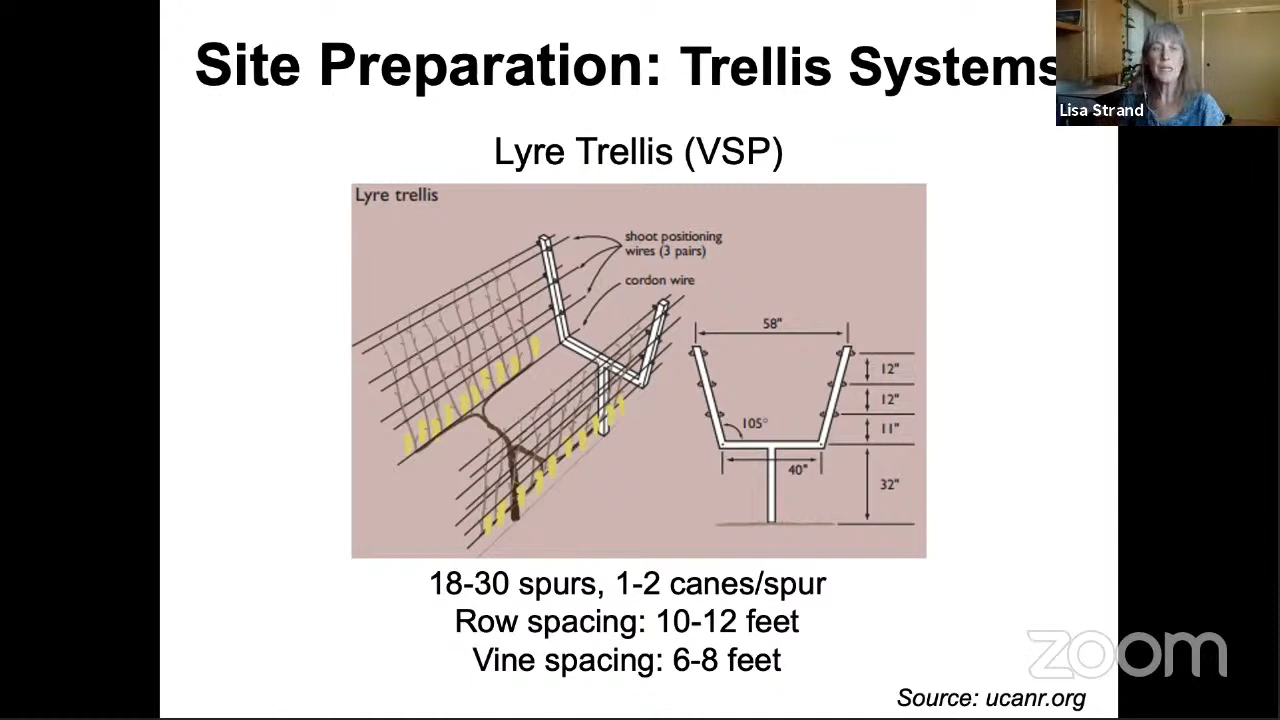 Site Preparation: Trellis Systems
Lisa Strand
Lyre Trellis (VSP)
Lyre trellis
shoot positioning
wires (3 pairs)
cordon wire
58"
12"
12"
105°
11"
40"
32"
18-30 spurs, 1-2 canes/spur
Row spacing: 10-12 feet
Vine spacing: 6-8 feet
zoom
Source: ucanr.org